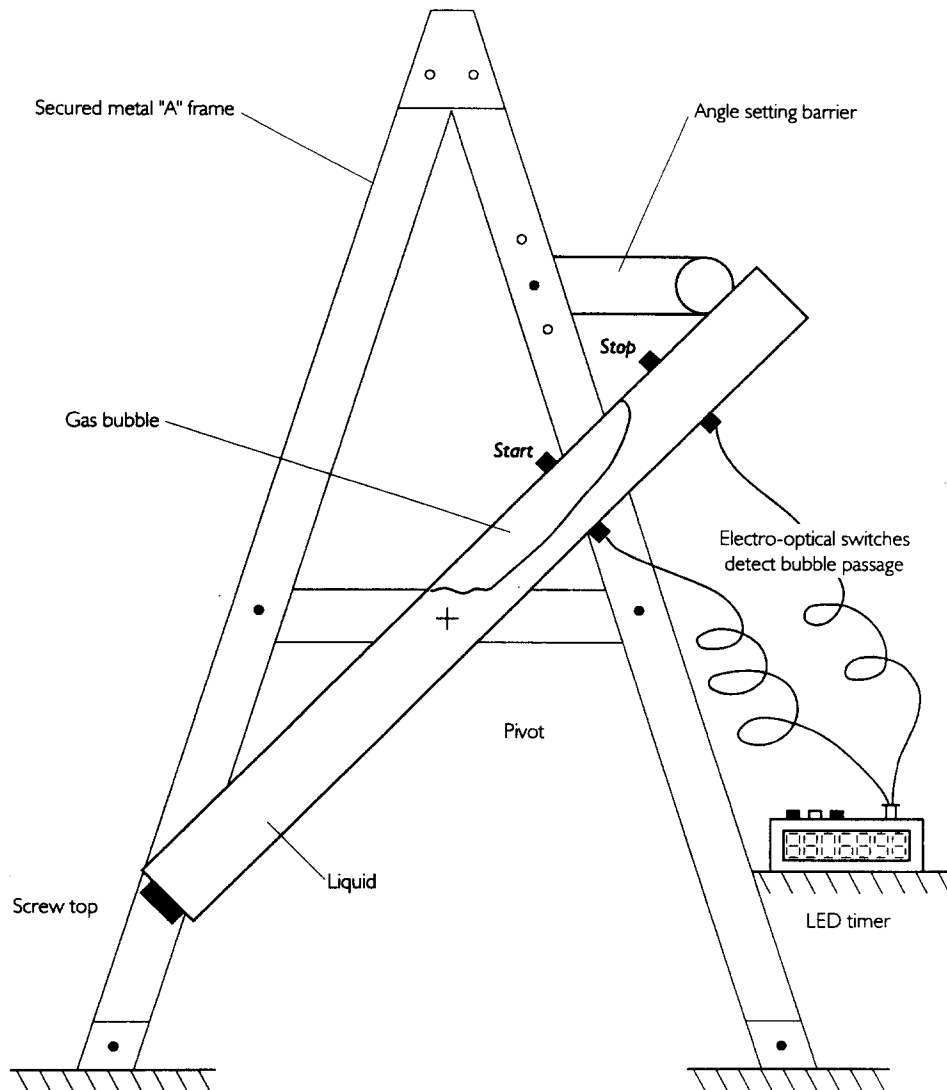 Secured metal "A" frame
Angle setting barrier
Stop
Gas bubble
Start
Electro-optical switches
detect bubble passage
Pivot
Liquid
Screw top
LED timer